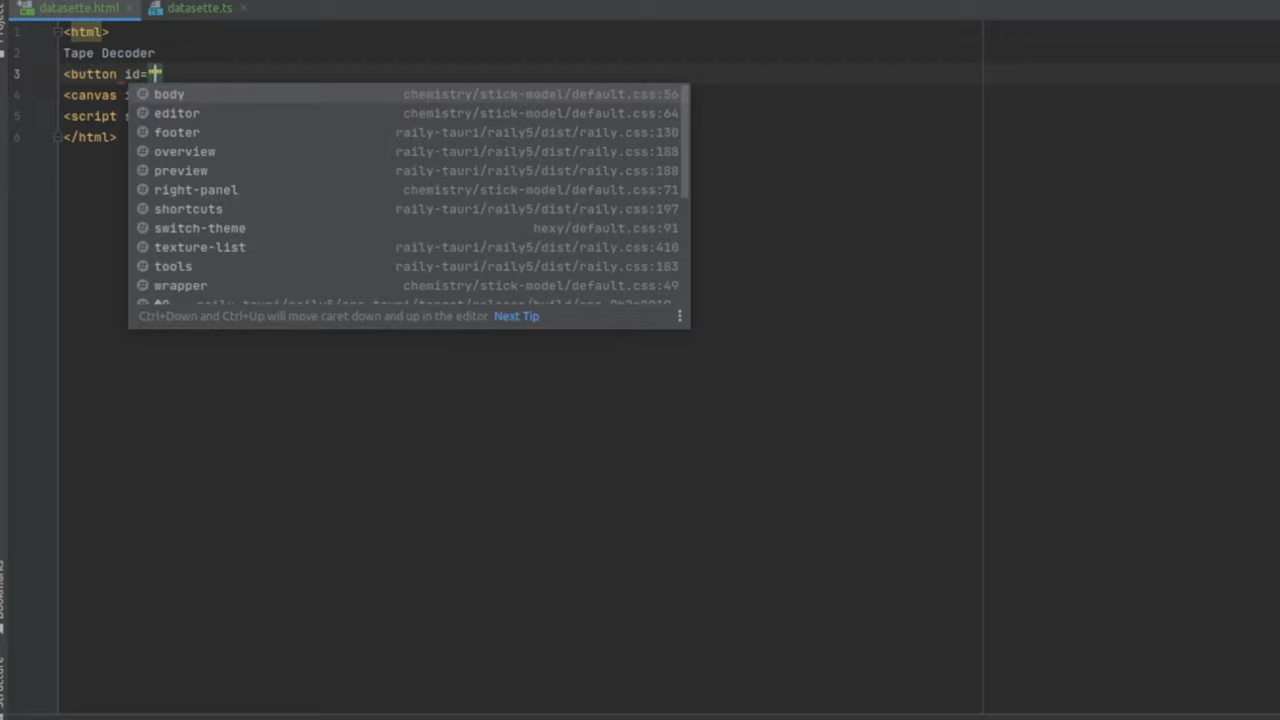 datasette.html
datasette.ts
1 <html>
2 Tape Decoder
3 <button id=""
4 <canvas i
5 <script s
6 </html>
body chemistry/stick-model/default.css:56
editor chemistry/stick-model/default.css:64
footer raily-tauri/raily5/dist/raily.css:130
overview raily-tauri/raily5/dist/raily.css:188
preview raily-tauri/raily5/dist/raily.css:188
right-panel chemistry/stick-model/default.css:71
shortcuts raily-tauri/raily5/dist/raily.css:197
switch-theme hexy/default.css:91
texture-list raily-tauri/raily5/dist/raily.css:410
tools raily-tauri/raily5/dist/raily.css:183
wrapper chemistry/stick-model/default.css:49
Ctrl+Down and Ctrl+Up will move caret down and up in the editor Next Tip
Project
Bookmarks
Structure